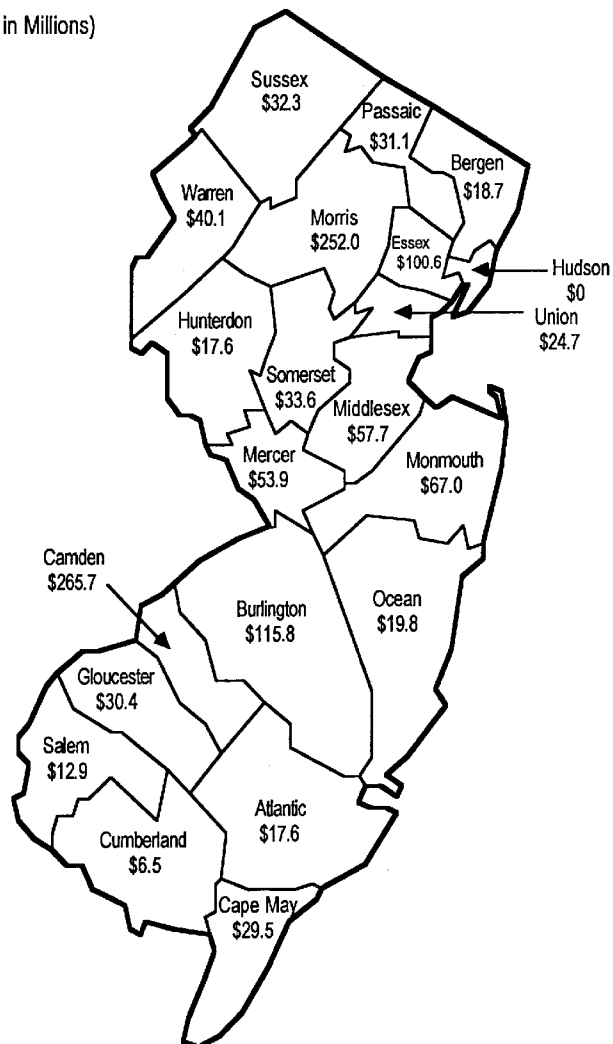 in Millions)
Sussex
$32.3
Passaic
$31.1
Bergen
$18.7
Warren
$40.1
Morris
$252.0
Essex
$100.6
Hudson
$0
Union
$24.7
Hunterdon
$17.6
Somerset
$33.6
Middlesex
$57.7
Mercer
$53.9
Monmouth
$67.0
Camden
$265.7
Burlington
$115.8
Ocean
$19.8
Gloucester
$30.4
Salem
$12.9
Atlantic
$17.6
Cumberland
$6.5
Cape May
$29.5